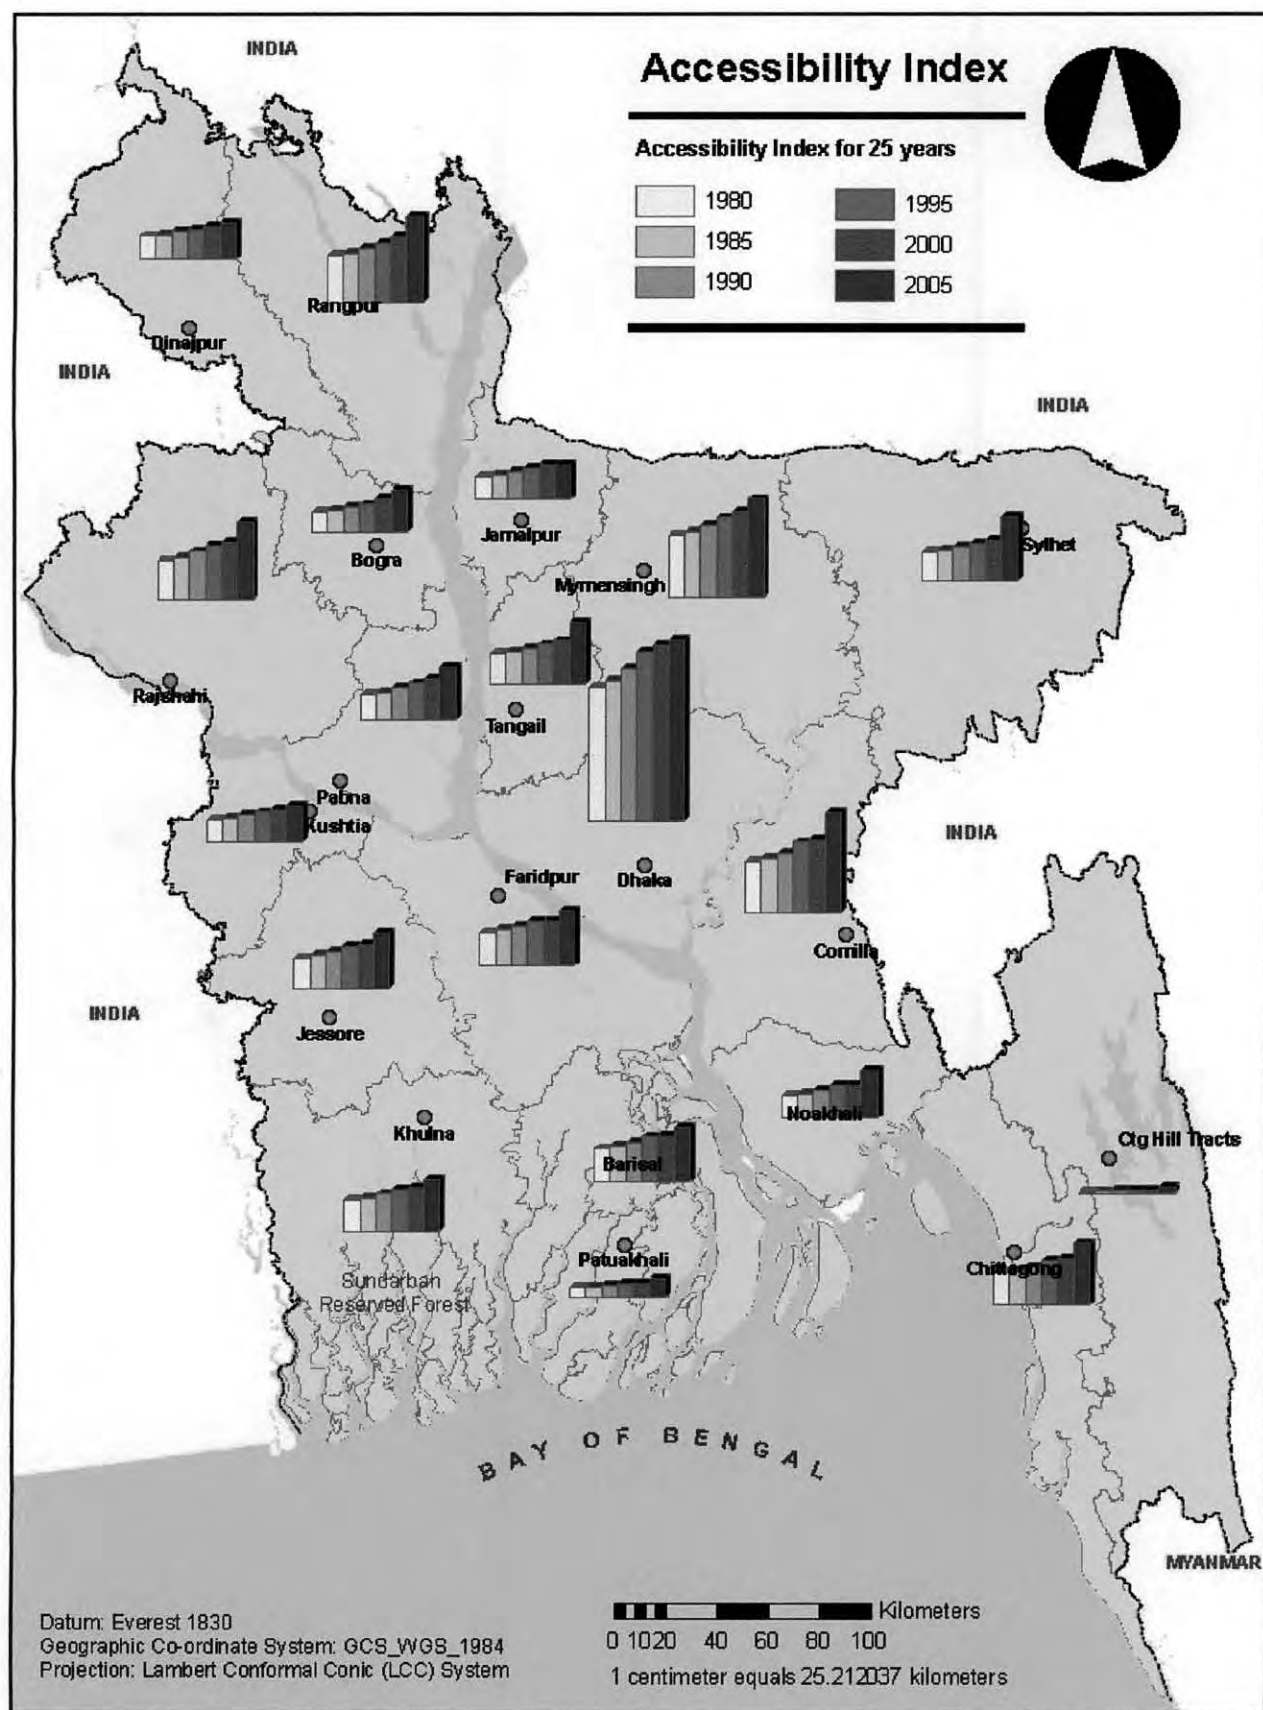 INDIA
Accessibility Index
Accessibility Index for 25 years
1980
1995
1985
2000
1990
2005
Rangpur
Dinajpur
INDIA
INDIA
Jamalpur
Bogra
Mymensingh
Sylhet
Rajshahi
Tangail
Pabna
Kushtia
INDIA
Faridpur
Dhaka
Comilla
INDIA
Jessore
Noakhali
Khulna
Ctg Hill Tracts
Barisal
Patuakhali
Chittagong
Sundarban
Reserved Forest
BAY OF BENGAL
MYANMAR
Datum: Everest 1830
Geographic Co-ordinate System: GCS_WGS_1984
Projection: Lambert Conformal Conic (LCC) System
Kilometers
0 10 20 40 60 80 100
1 centimeter equals 25.212037 kilometers